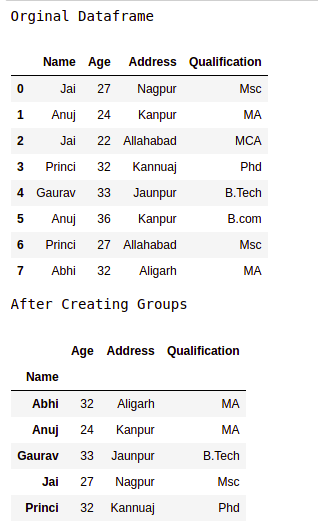 Orginal Dataframe
Name Age Address Qualification
0 Jai 27 Nagpur Msc
1 Anuj 24 Kanpur MA
2 Jai 22 Allahabad MCA
3 Princi 32 Kannuaj Phd
4 Gaurav 33 Jaunpur B.Tech
5 Anuj 36 Kanpur B.com
6 Princi 27 Allahabad Msc
7 Abhi 32 Aligarh MA
After Creating Groups
Age Address Qualification
Name
Abhi 32 Aligarh MA
Anuj 24 Kanpur MA
Gaurav 33 Jaunpur B.Tech
Jai 27 Nagpur Msc
Princi 32 Kannuaj Phd